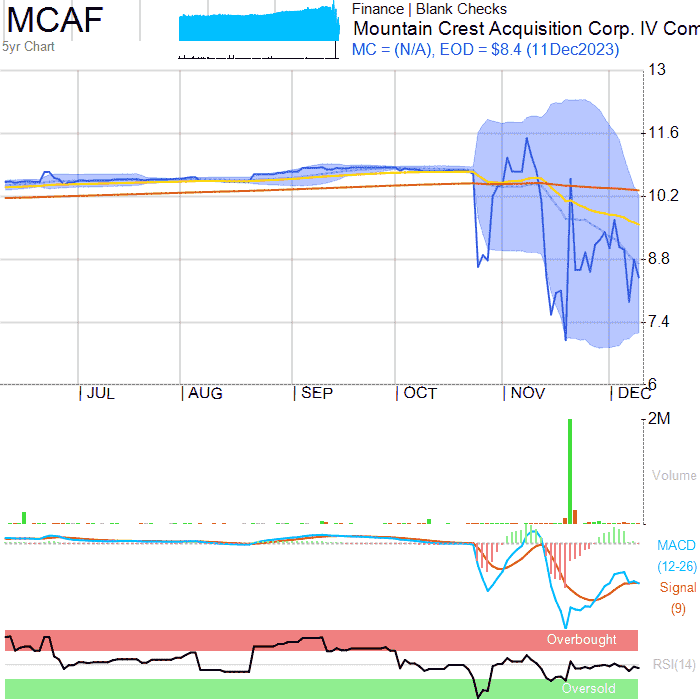 MCAF
5yr Chart
Finance | Blank Checks
Mountain Crest Acquisition Corp. IV Com
MC = (N/A), EOD = $8.4 (11Dec2023)
13
11.6
10.2
8.8
7.4
6
JUL
AUG
SEP
OCT
NOV
DEC
2M
Volume
MACD
(12-26)
Signal
(9)
Overbought
RSI(14)
Oversold